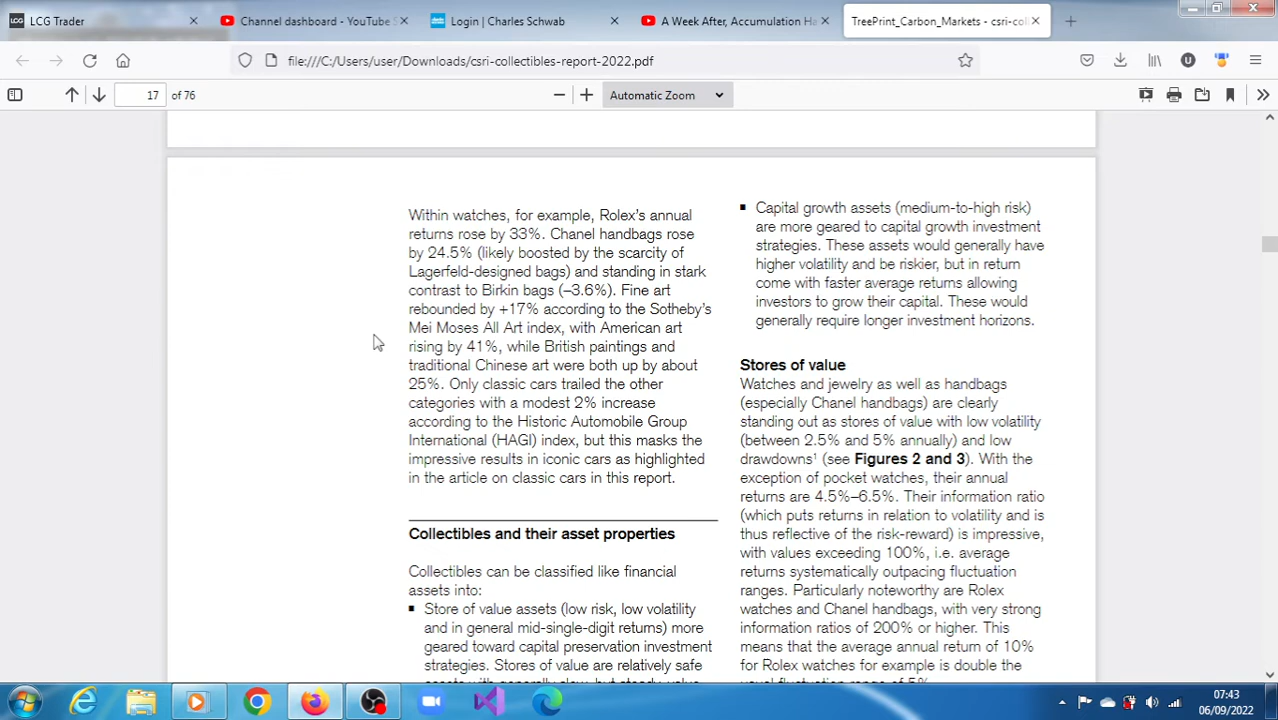 LCG Trader
Channel dashboard - YouTube S
Login | Charles Schwab
A Week After, Accumulation Ha
TreePrint_Carbon_Markets - csri-col
file:///C:/Users/user/Downloads/csri-collectibles-report-2022.pdf
17 of 76
Automatic Zoom
Within watches, for example, Rolex's annual
returns rose by 33%. Chanel handbags rose
by 24.5% (likely boosted by the scarcity of
Lagerfeld-designed bags) and standing in stark
contrast to Birkin bags (–3.6%). Fine art
rebounded by +17% according to the Sotheby's
Mei Moses All Art index, with American art
rising by 41%, while British paintings and
traditional Chinese art were both up by about
25%. Only classic cars trailed the other
categories with a modest 2% increase
according to the Historic Automobile Group
International (HAGI) index, but this masks the
impressive results in iconic cars as highlighted
in the article on classic cars in this report.
Collectibles and their asset properties
Collectibles can be classified like financial
assets into:
▪ Store of value assets (low risk, low volatility
and in general mid-single-digit returns) more
geared toward capital preservation investment
strategies. Stores of value are relatively safe
assets with generally slow, but steady value
▪ Capital growth assets (medium-to-high risk)
are more geared to capital growth investment
strategies. These assets would generally have
higher volatility and be riskier, but in return
come with faster average returns allowing
investors to grow their capital. These would
generally require longer investment horizons.
Stores of value
Watches and jewelry as well as handbags
(especially Chanel handbags) are clearly
standing out as stores of value with low volatility
(between 2.5% and 5% annually) and low
drawdowns¹ (see Figures 2 and 3). With the
exception of pocket watches, their annual
returns are 4.5%–6.5%. Their information ratio
(which puts returns in relation to volatility and is
thus reflective of the risk-reward) is impressive,
with values exceeding 100%, i.e. average
returns systematically outpacing fluctuation
ranges. Particularly noteworthy are Rolex
watches and Chanel handbags, with very strong
information ratios of 200% or higher. This
means that the average annual return of 10%
for Rolex watches for example is double the
usual fluctuation range of 5%
07:43
06/09/2022